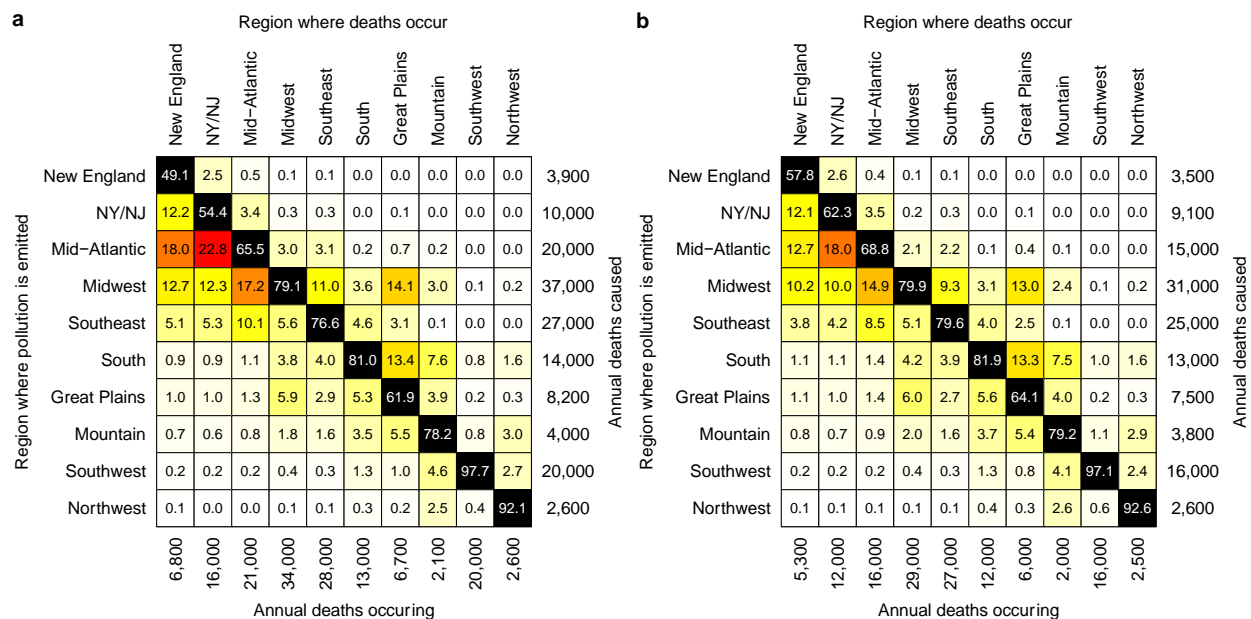 a
Region where deaths occur
New England
NY/NJ
Mid−Atlantic
Midwest
Southeast
South
Great Plains
Mountain
Southwest
Northwest
Region where pollution is emitted
New England 49.1 2.5 0.5 0.1 0.1 0.0 0.0 0.0 0.0 0.0 3,900
NY/NJ 12.2 54.4 3.4 0.3 0.3 0.0 0.1 0.0 0.0 0.0 10,000
Mid−Atlantic 18.0 22.8 65.5 3.0 3.1 0.2 0.7 0.2 0.0 0.0 20,000
Midwest 12.7 12.3 17.2 79.1 11.0 3.6 14.1 3.0 0.1 0.2 37,000
Southeast 5.1 5.3 10.1 5.6 76.6 4.6 3.1 0.1 0.0 0.0 27,000
South 0.9 0.9 1.1 3.8 4.0 81.0 13.4 7.6 0.8 1.6 14,000
Great Plains 1.0 1.0 1.3 5.9 2.9 5.3 61.9 3.9 0.2 0.3 8,200
Mountain 0.7 0.6 0.8 1.8 1.6 3.5 5.5 78.2 0.8 3.0 4,000
Southwest 0.2 0.2 0.2 0.4 0.3 1.3 1.0 4.6 97.7 2.7 20,000
Northwest 0.1 0.0 0.0 0.1 0.1 0.3 0.2 2.5 0.4 92.1 2,600
Annual deaths caused
6,800
16,000
21,000
34,000
28,000
13,000
6,700
2,100
20,000
2,600
Annual deaths occuring
b
Region where deaths occur
New England
NY/NJ
Mid−Atlantic
Midwest
Southeast
South
Great Plains
Mountain
Southwest
Northwest
Region where pollution is emitted
New England 57.8 2.6 0.4 0.1 0.1 0.0 0.0 0.0 0.0 0.0 3,500
NY/NJ 12.1 62.3 3.5 0.2 0.3 0.0 0.1 0.0 0.0 0.0 9,100
Mid−Atlantic 12.7 18.0 68.8 2.1 2.2 0.1 0.4 0.1 0.0 0.0 15,000
Midwest 10.2 10.0 14.9 79.9 9.3 3.1 13.0 2.4 0.1 0.2 31,000
Southeast 3.8 4.2 8.5 5.1 79.6 4.0 2.5 0.1 0.0 0.0 25,000
South 1.1 1.1 1.4 4.2 3.9 81.9 13.3 7.5 1.0 1.6 13,000
Great Plains 1.1 1.0 1.4 6.0 2.7 5.6 64.1 4.0 0.2 0.3 7,500
Mountain 0.8 0.7 0.9 2.0 1.6 3.7 5.4 79.2 1.1 2.9 3,800
Southwest 0.2 0.2 0.2 0.4 0.3 1.3 0.8 4.1 97.1 2.4 16,000
Northwest 0.1 0.1 0.1 0.1 0.1 0.4 0.3 2.6 0.6 92.6 2,600
Annual deaths caused
5,300
12,000
16,000
29,000
27,000
12,000
6,000
2,000
16,000
2,500
Annual deaths occuring